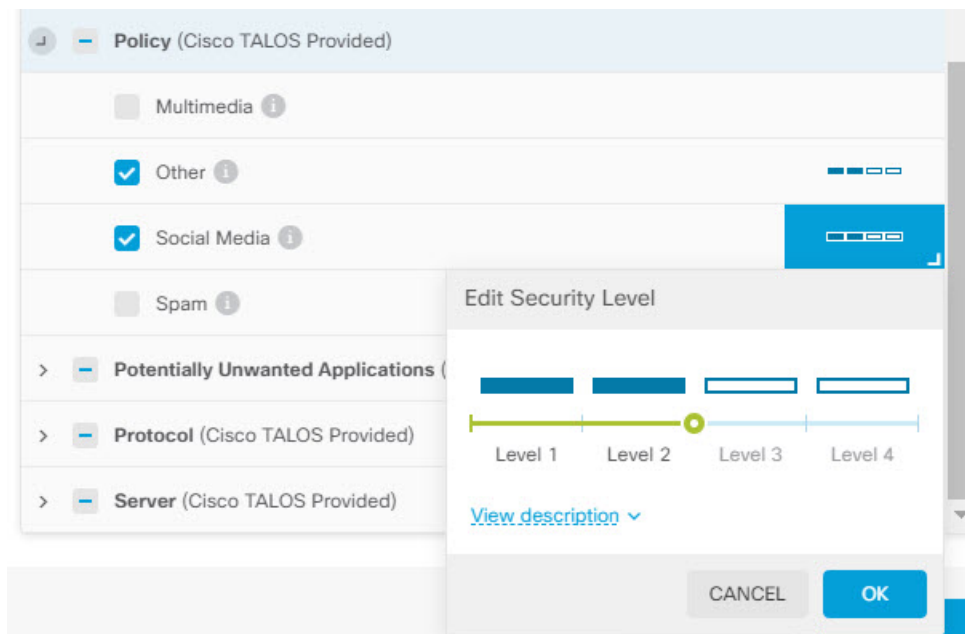 Policy (Cisco TALOS Provided)
Multimedia
Other
Social Media
Spam
Potentially Unwanted Applications (
Protocol (Cisco TALOS Provided)
Server (Cisco TALOS Provided)
Edit Security Level
Level 1 Level 2 Level 3 Level 4
View description
CANCEL OK